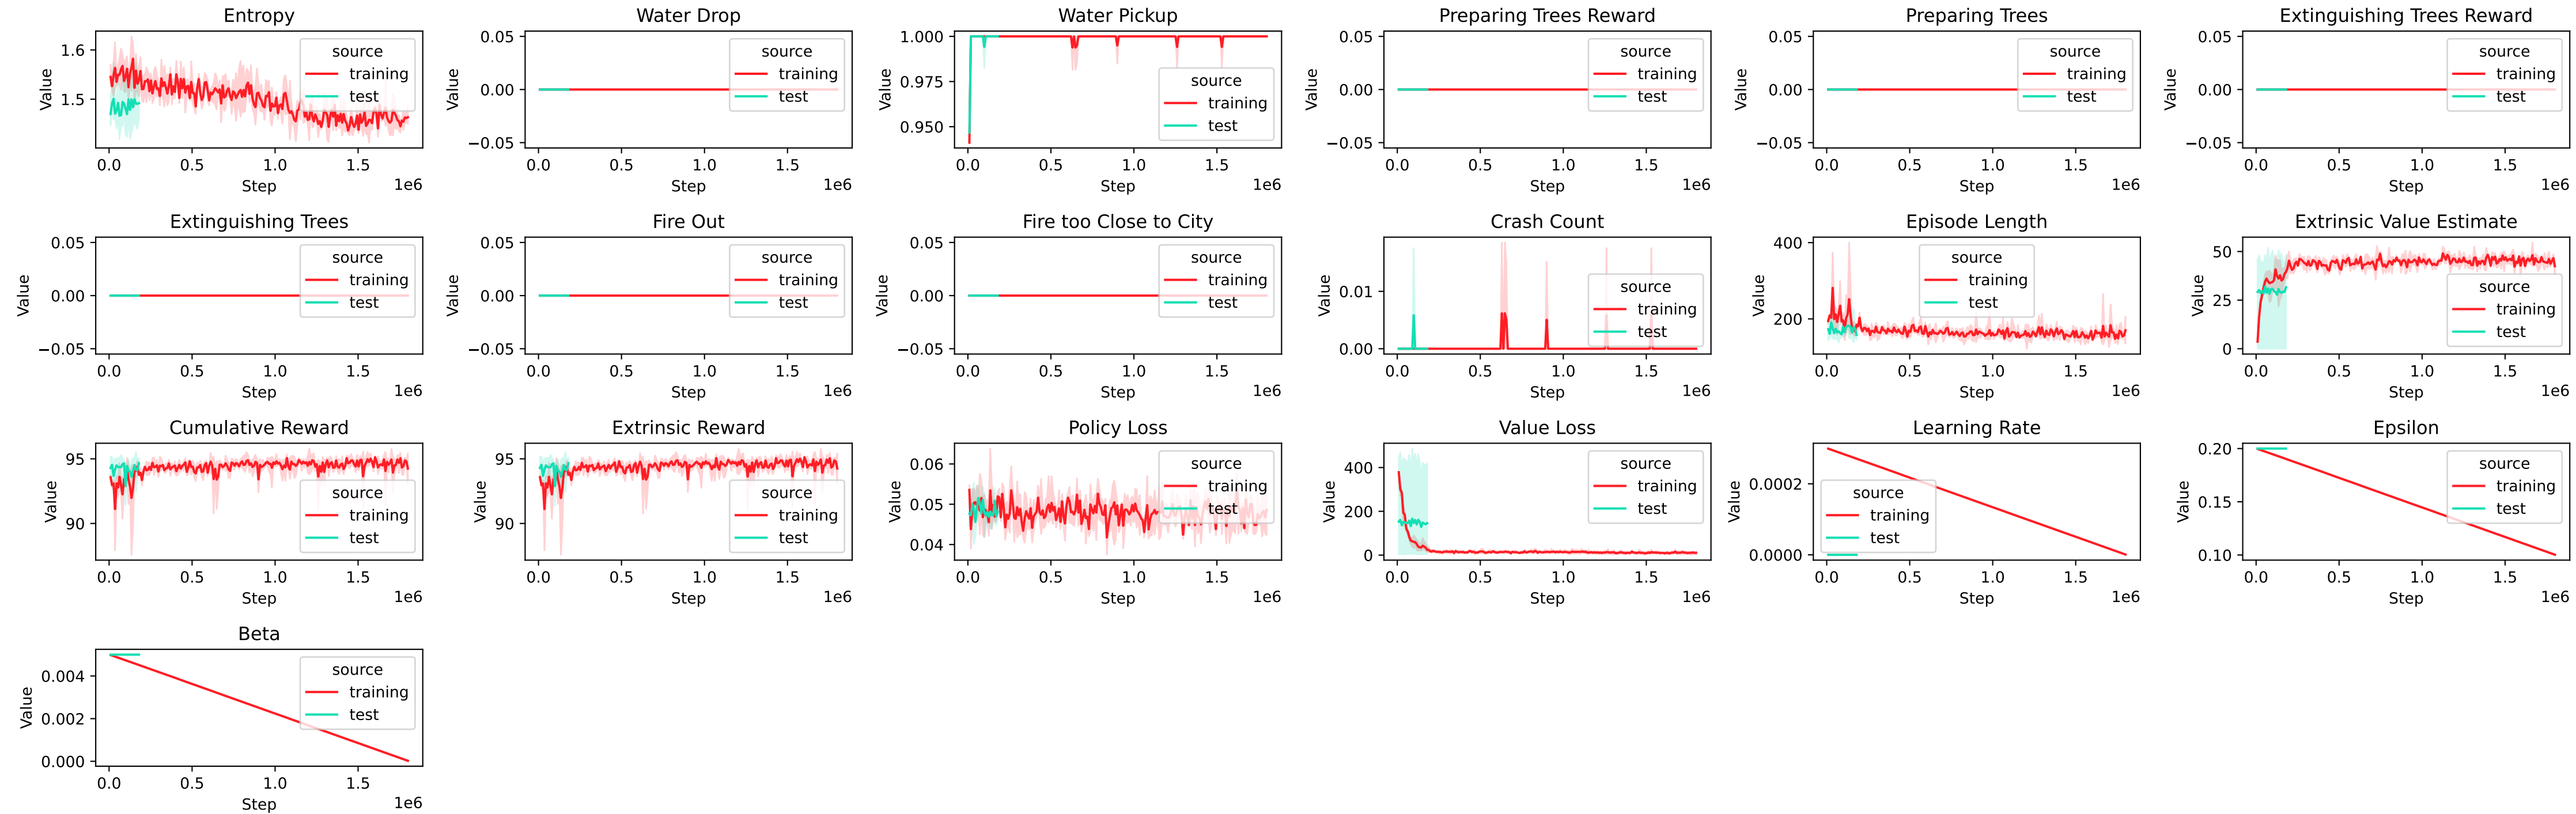 Entropy
Value
1.6
1.5
source
training
test
0.0 0.5 1.0 1.5
Step
1e6
Water Drop
Value
0.05
0.00
−0.05
source
training
test
0.0 0.5 1.0 1.5
Step
1e6
Water Pickup
Value
1.000
0.975
0.950
source
training
test
0.0 0.5 1.0 1.5
Step
1e6
Preparing Trees Reward
Value
0.05
0.00
−0.05
source
training
test
0.0 0.5 1.0 1.5
Step
1e6
Preparing Trees
Value
0.05
0.00
−0.05
source
training
test
0.0 0.5 1.0 1.5
Step
1e6
Extinguishing Trees Reward
Value
0.05
0.00
−0.05
source
training
test
0.0 0.5 1.0 1.5
Step
1e6
Extinguishing Trees
Value
0.05
0.00
−0.05
source
training
test
0.0 0.5 1.0 1.5
Step
1e6
Fire Out
Value
0.05
0.00
−0.05
source
training
test
0.0 0.5 1.0 1.5
Step
1e6
Fire too Close to City
Value
0.05
0.00
−0.05
source
training
test
0.0 0.5 1.0 1.5
Step
1e6
Crash Count
Value
0.01
0.00
source
training
test
0.0 0.5 1.0 1.5
Step
1e6
Episode Length
Value
400
200
source
training
test
0.0 0.5 1.0 1.5
Step
1e6
Extrinsic Value Estimate
Value
50
25
0
source
training
test
0.0 0.5 1.0 1.5
Step
1e6
Cumulative Reward
Value
95
90
source
training
test
0.0 0.5 1.0 1.5
Step
1e6
Extrinsic Reward
Value
95
90
source
training
test
0.0 0.5 1.0 1.5
Step
1e6
Policy Loss
Value
0.06
0.05
0.04
source
training
test
0.0 0.5 1.0 1.5
Step
1e6
Value Loss
Value
400
200
0
source
training
test
0.0 0.5 1.0 1.5
Step
1e6
Learning Rate
Value
0.0002
0.0000
source
training
test
0.0 0.5 1.0 1.5
Step
1e6
Epsilon
Value
0.20
0.15
0.10
source
training
test
0.0 0.5 1.0 1.5
Step
1e6
Beta
Value
0.004
0.002
0.000
source
training
test
0.0 0.5 1.0 1.5
Step
1e6